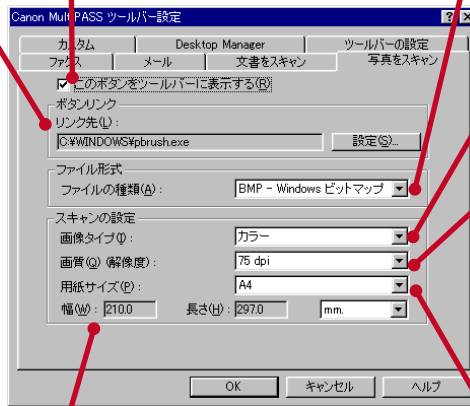 Canon MultiPASS ツールバー設定
カスタム Desktop Manager ツールバーの設定
ファクス メール 文書をスキャン 写真をスキャン
このボタンをツールバーに表示する(R)
ボタンリンク
リンク先(L):
C:¥WINDOWS¥pbrush.exe 設定(S)...
ファイル形式
ファイルの種類(A): BMP - Windows ビットマップ
スキャンの設定
画像タイプ(I): カラー
画質(Q) (解像度): 75 dpi
用紙サイズ(P): A4
幅(W): 210.0 長さ(H): 297.0 mm.
OK キャンセル ヘルプ